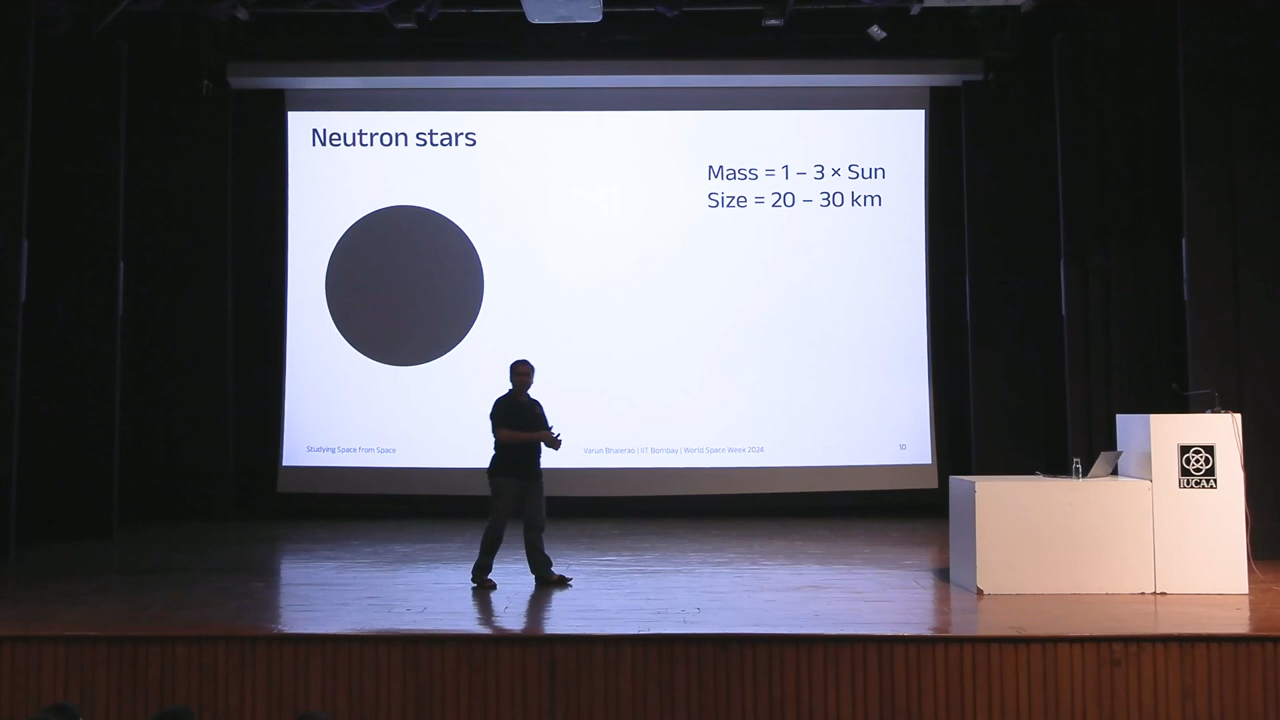 Neutron stars
Mass = 1 – 3 × Sun
Size = 20 – 30 km
Studying Space from Space
Varun Bhalerao | IIT Bombay | World Space Week 2024
10
IUCAA